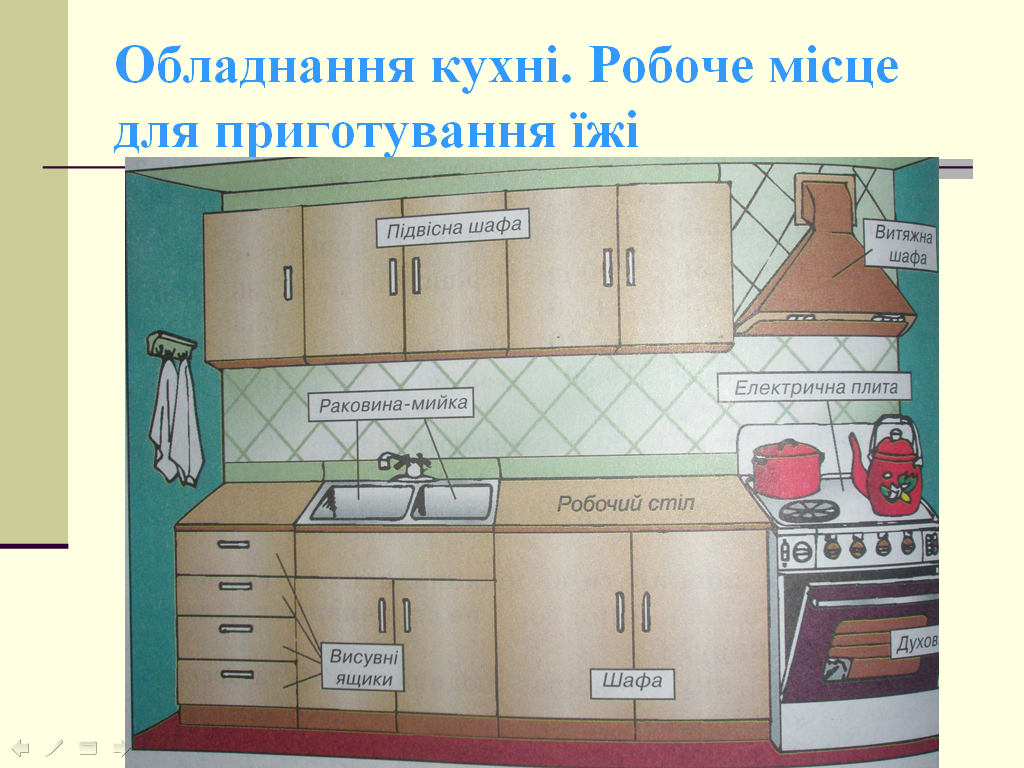 Обладнання кухні. Робоче місце
для приготування їжі
Підвісна шафа
Витяжна
шафа
Електрична плита
Раковина-мийка
Робочий стіл
Висувні
ящики
Шафа
Духов